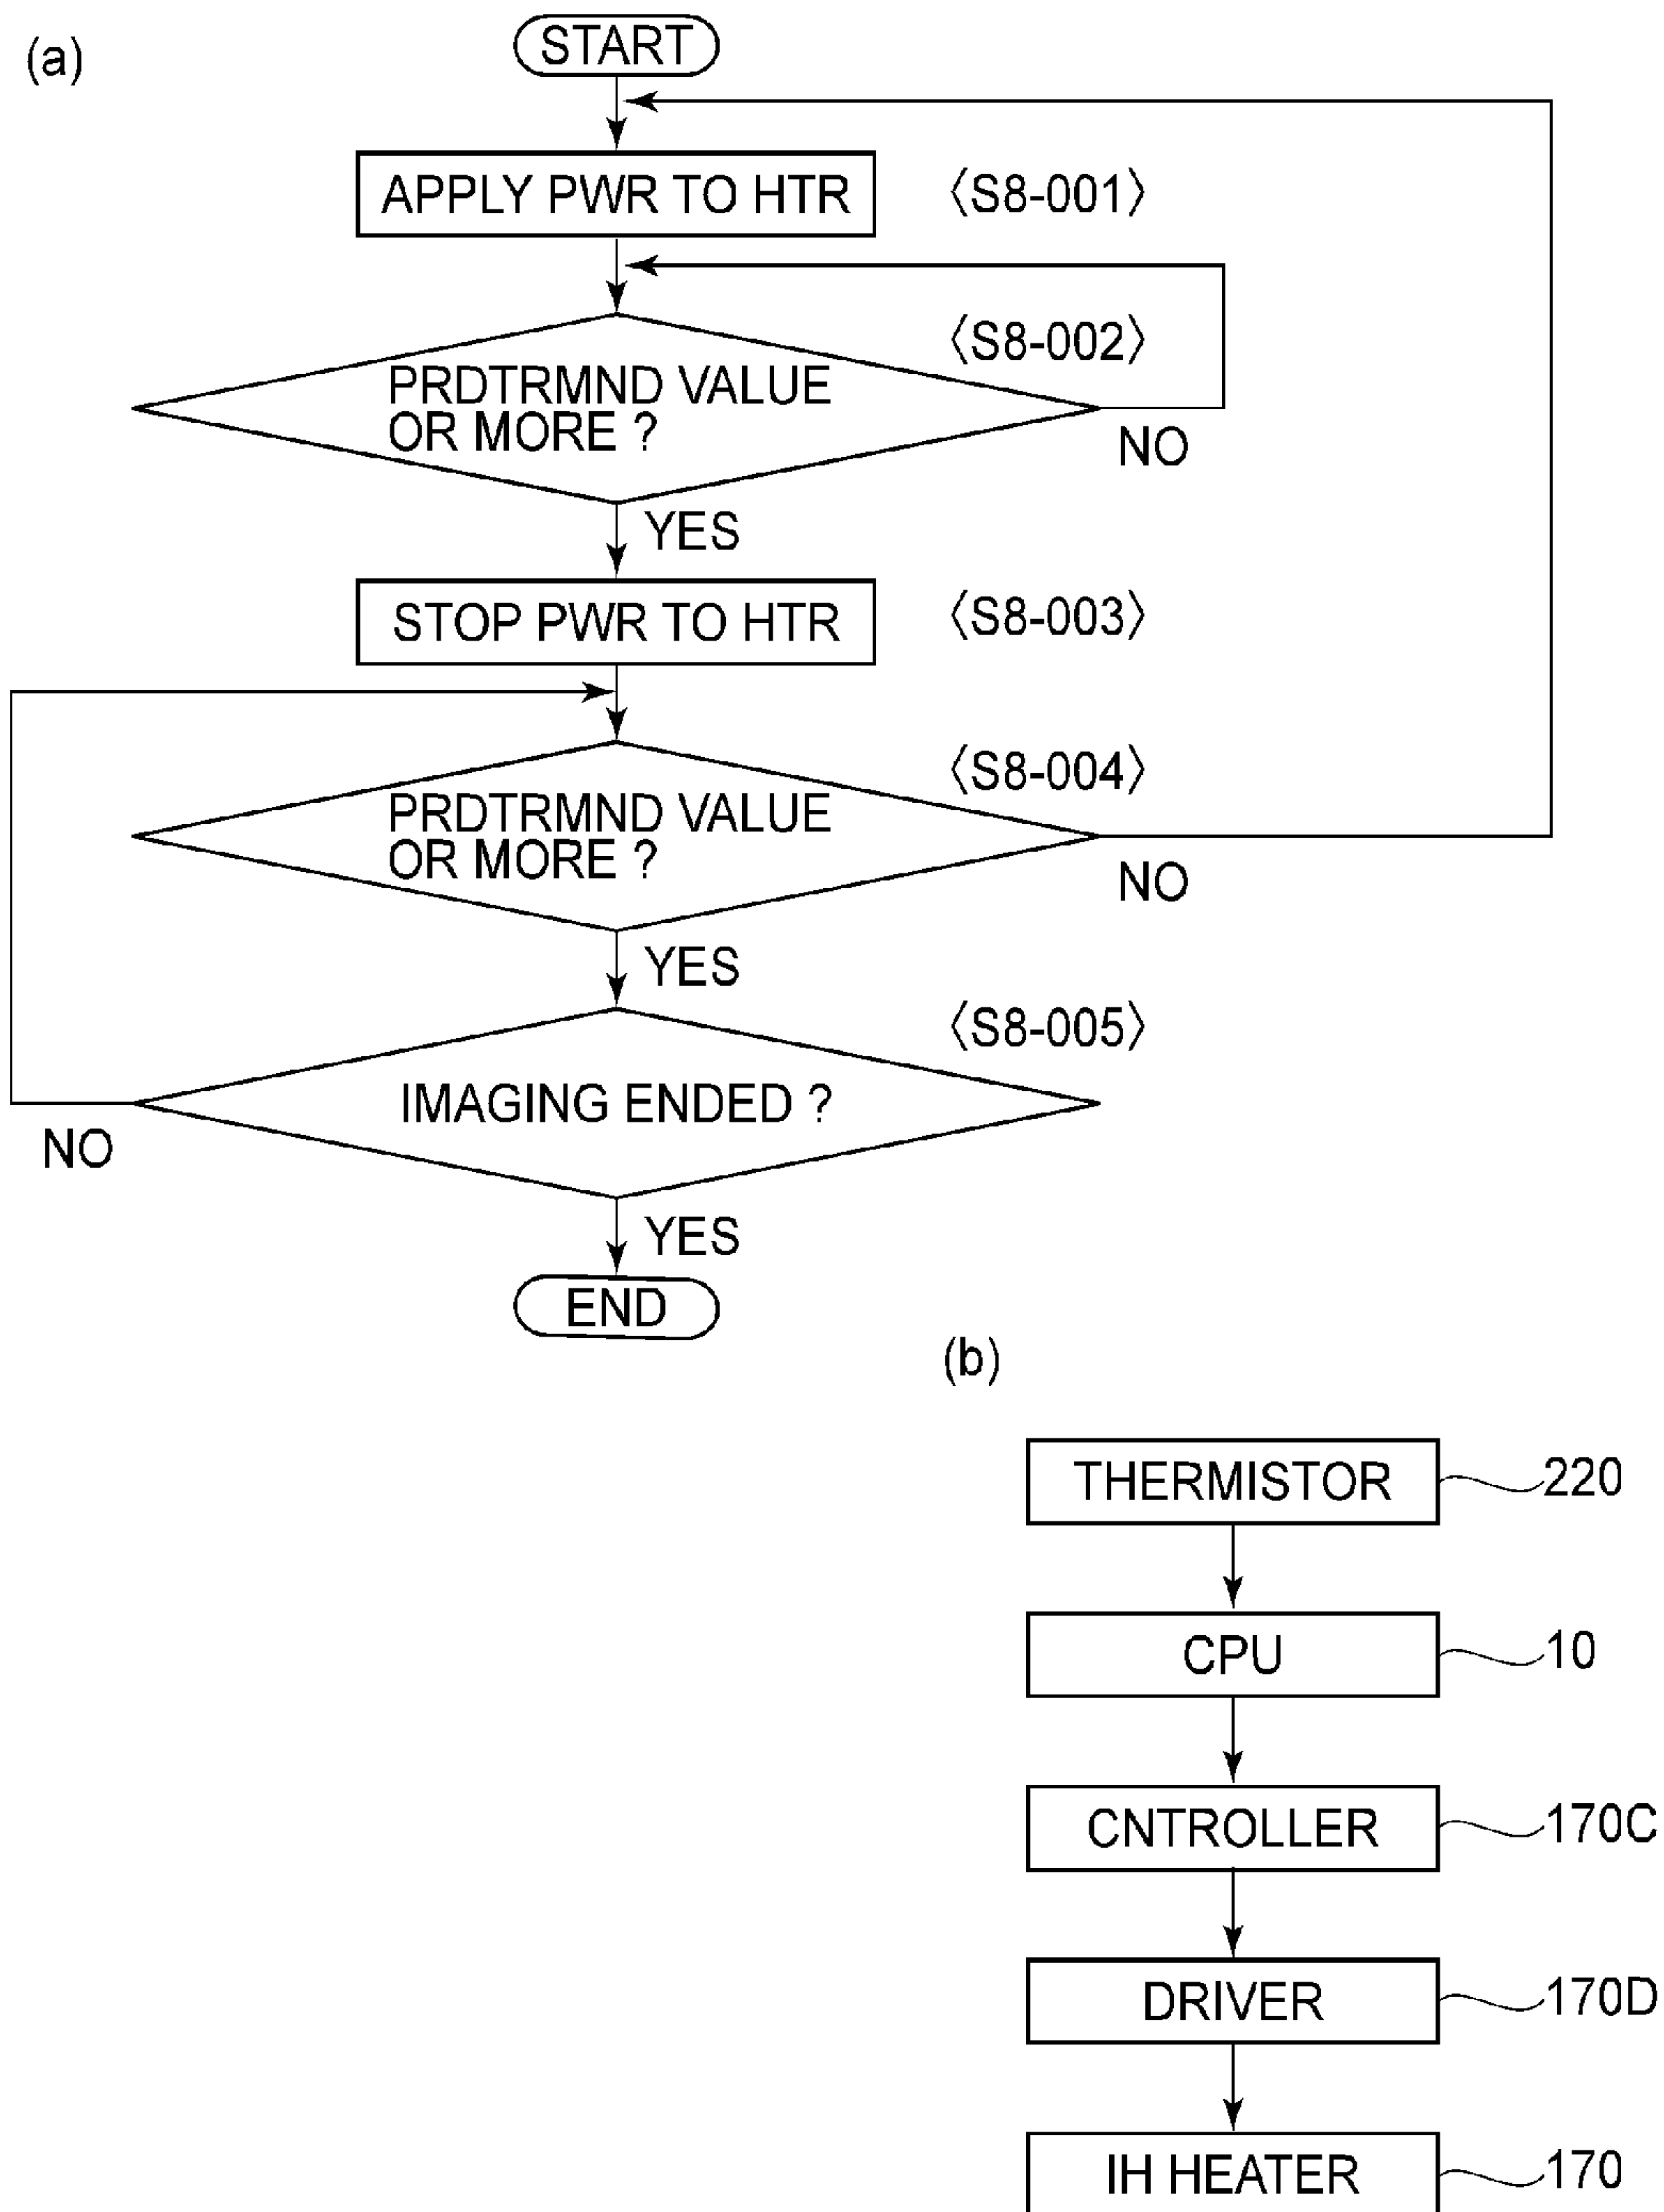 (a)
START
APPLY PWR TO HTR
〈S8-001〉
〈S8-002〉
PRDTRMND VALUE
OR MORE ?
NO
YES
STOP PWR TO HTR
〈S8-003〉
〈S8-004〉
PRDTRMND VALUE
OR MORE ?
NO
YES
〈S8-005〉
IMAGING ENDED ?
NO
YES
END
(b)
THERMISTOR
220
CPU
10
CNTROLLER
170C
DRIVER
170D
IH HEATER
170